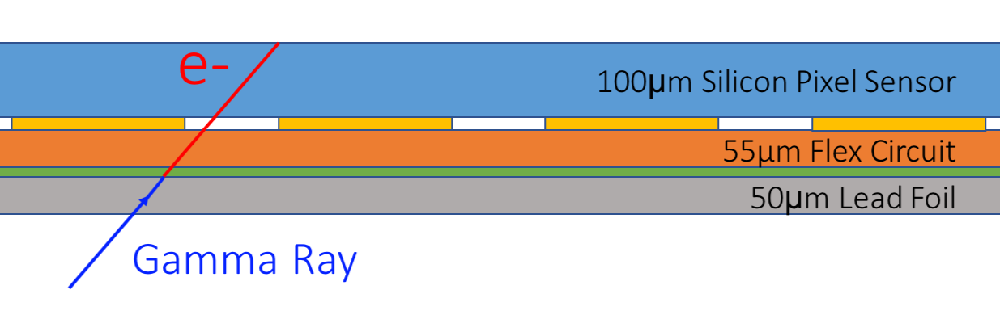 e-
100μm Silicon Pixel Sensor
55μm Flex Circuit
50μm Lead Foil
Gamma Ray